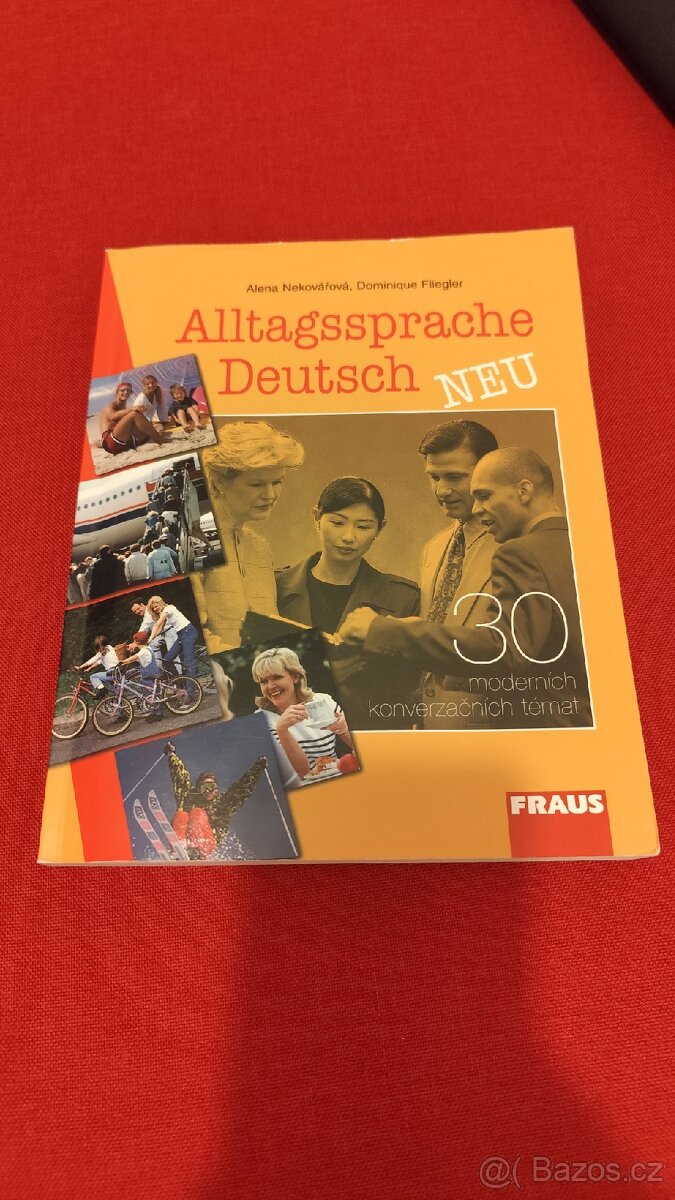 Alena Nekovářová, Dominique Fliegler
Alltagssprache
Deutsch NEU
30
moderních
konverzačních témat
FRAUS
@( Bazos.cz